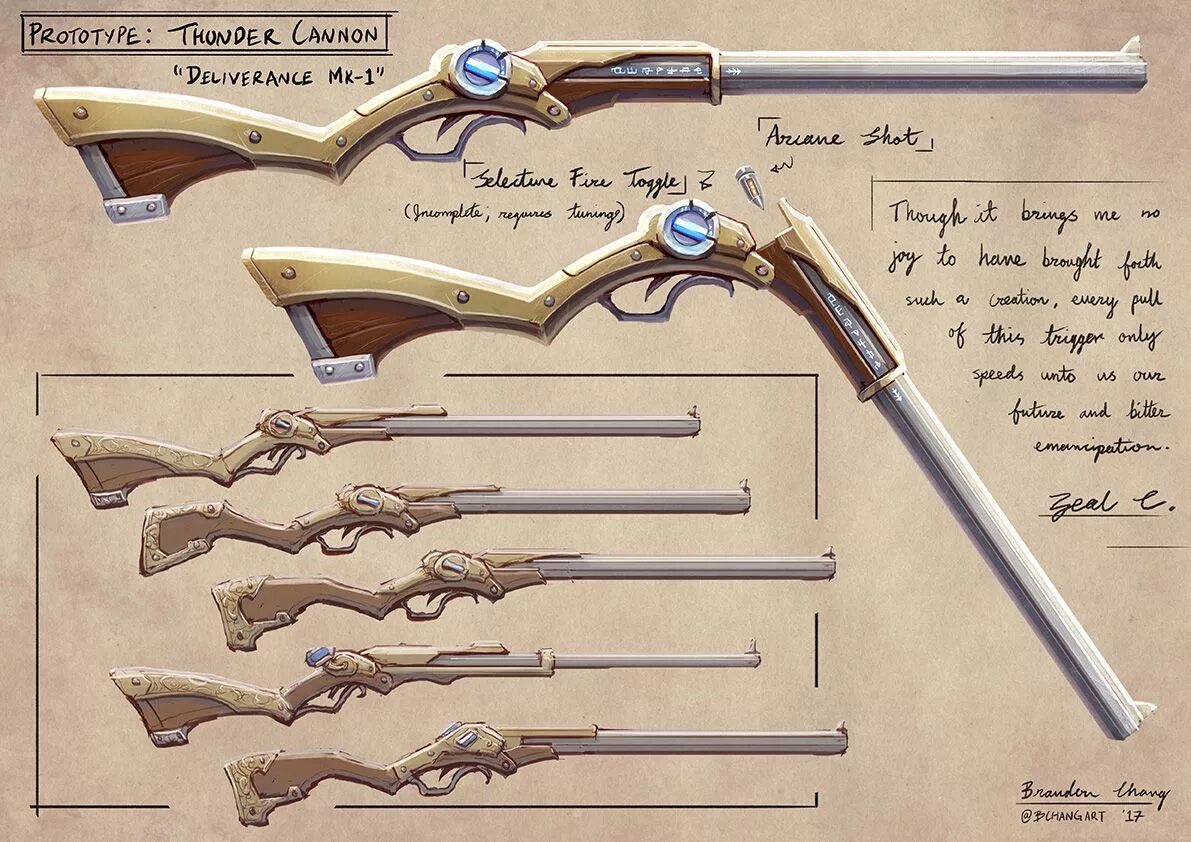 PROTOTYPE: THUNDER CANNON
"DELIVERANCE MK-1"
「Arcane Shot」
「Selective Fire Toggle」
(Incomplete; requires tuning)
Though it brings me no
joy to have brought forth
such a creation, every pull
of this trigger only
speeds unto us our
future and bitter
emancipation.
Zeal C.
Brandon Chang
@BCHANGART '17